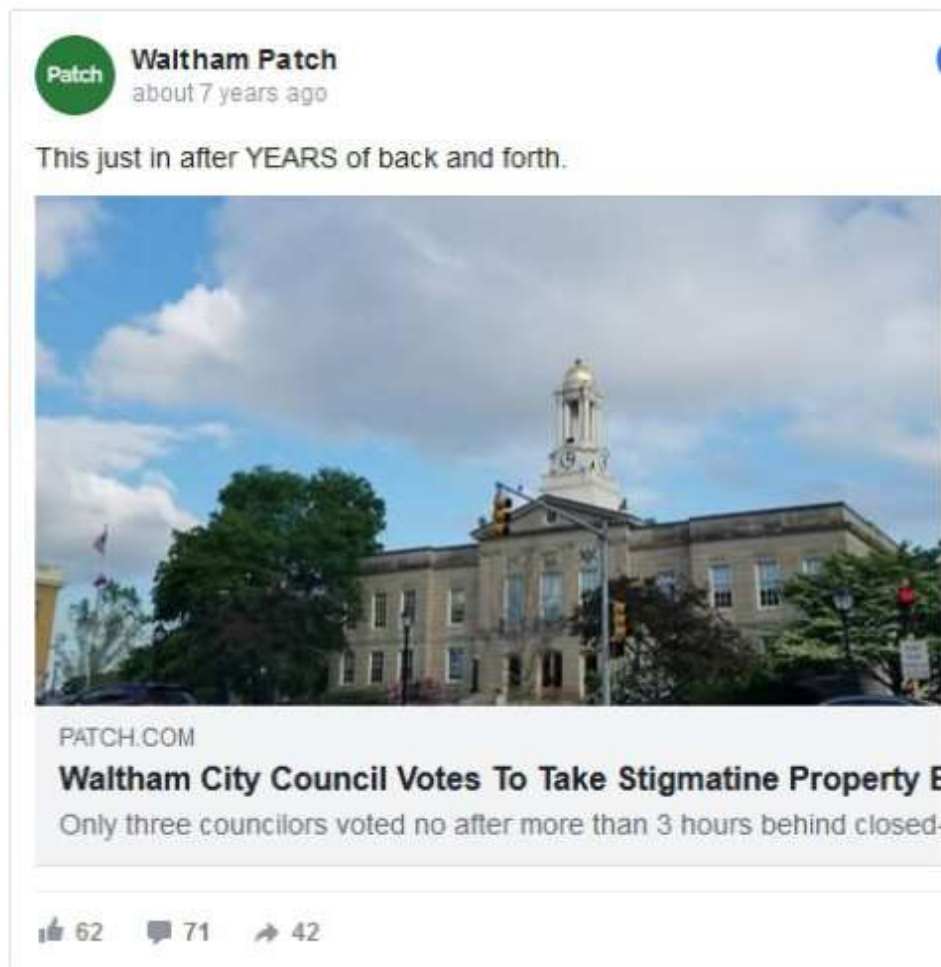 Patch
Waltham Patch
about 7 years ago
This just in after YEARS of back and forth.
PATCH.COM
Waltham City Council Votes To Take Stigmatine Property
Only three councilors voted no after more than 3 hours behind closed-
62 71 42